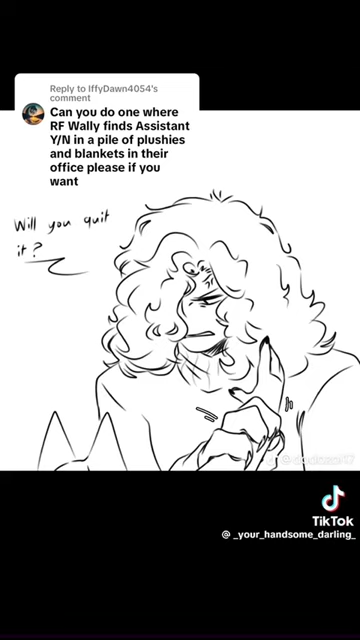 Reply to IffyDawn4054's
comment
Can you do one where
RF Wally finds Assistant
Y/N in a pile of plushies
and blankets in their
office please if you
want
Will you quit
it?
TikTok
@ _your_handsome_darling_